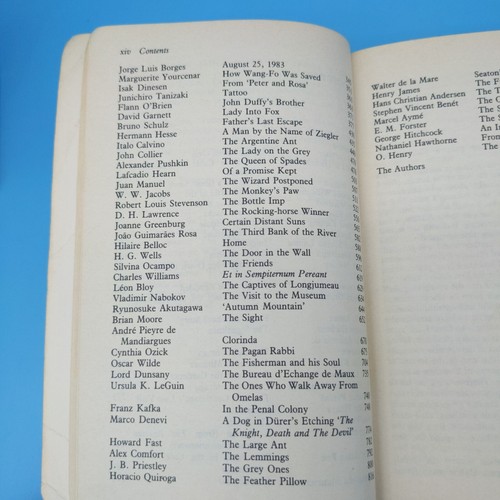 xiv Contents
Jorge Luis Borges August 25, 1983
Marguerite Yourcenar How Wang-Fo Was Saved
Isak Dinesen From 'Peter and Rosa'
Junichiro Tanizaki Tattoo
Flann O'Brien John Duffy's Brother
David Garnett Lady Into Fox
Bruno Schulz Father's Last Escape
Hermann Hesse A Man by the Name of Ziegler
Italo Calvino The Argentine Ant
John Collier The Lady on the Grey
Alexander Pushkin The Queen of Spades
Lafcadio Hearn Of a Promise Kept
Juan Manuel The Wizard Postponed
W. W. Jacobs The Monkey's Paw
Robert Louis Stevenson The Bottle Imp
D. H. Lawrence The Rocking-horse Winner
Joanne Greenburg Certain Distant Suns
João Guimarães Rosa The Third Bank of the River
Hilaire Belloc Home
H. G. Wells The Door in the Wall
Silvina Ocampo The Friends
Charles Williams Et in Sempiternum Pereant
Léon Bloy The Captives of Longjumeau
Vladimir Nabokov The Visit to the Museum
Ryunosuke Akutagawa 'Autumn Mountain'
Brian Moore The Sight
André Pieyre de
Mandiargues Clorinda
Cynthia Ozick The Pagan Rabbi
Oscar Wilde The Fisherman and his Soul
Lord Dunsany The Bureau d'Echange de Maux
Ursula K. LeGuin The Ones Who Walk Away From
Omelas
Franz Kafka In the Penal Colony
Marco Denevi A Dog in Dürer's Etching 'The
Knight, Death and The Devil'
Howard Fast The Large Ant
Alex Comfort The Lemmings
J. B. Priestley The Grey Ones
Horacio Quiroga The Feather Pillow
Walter de la Mare
Henry James The
Hans Christian Andersen The
Stephen Vincent Benét The
Marcel Aymé The
E. M. Forster The
George Hitchcock An
Nathaniel Hawthorne
O. Henry The
The Authors